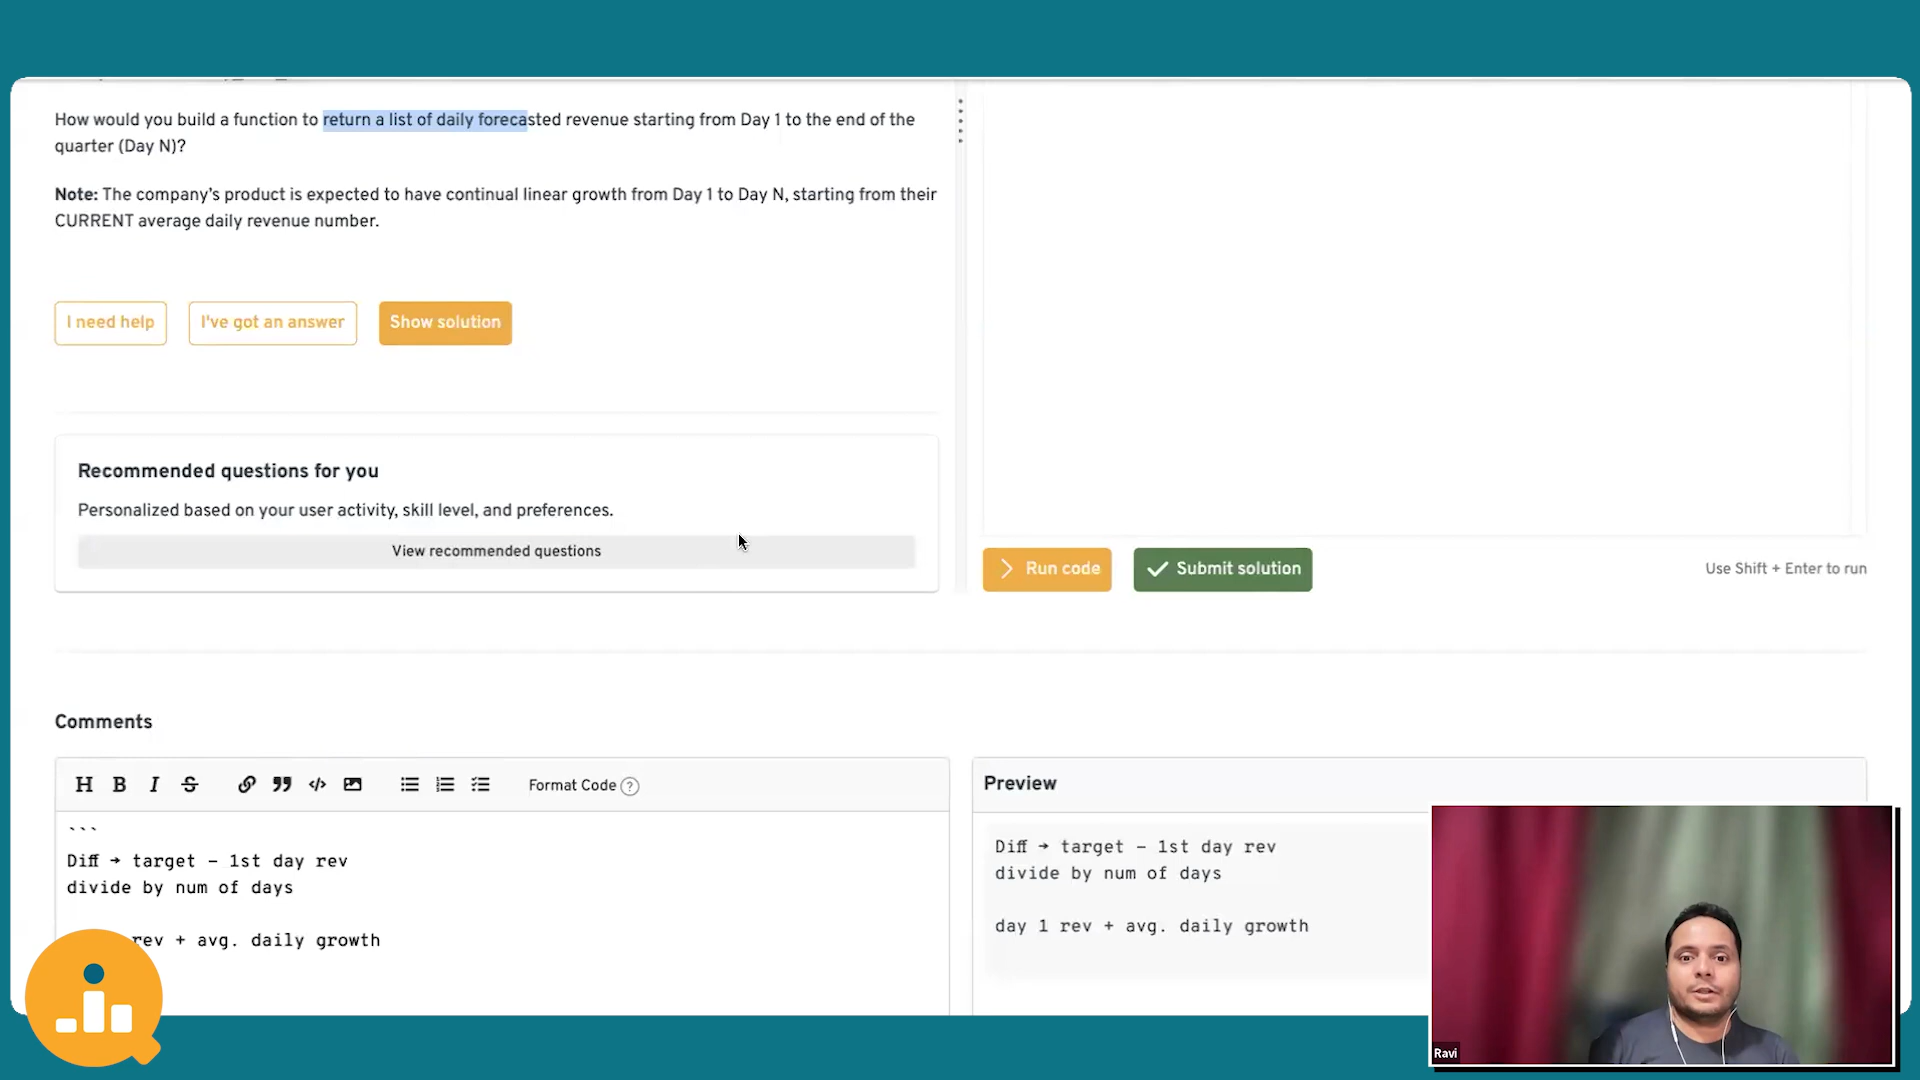 How would you build a function to return a list of daily forecasted revenue starting from Day 1 to the end of the
quarter (Day N)?
Note: The company's product is expected to have continual linear growth from Day 1 to Day N, starting from their
CURRENT average daily revenue number.
I need help
I've got an answer
Show solution
Recommended questions for you
Personalized based on your user activity, skill level, and preferences.
View recommended questions
Run code
Submit solution
Use Shift + Enter to run
Comments
H B I S
Format Code ?
```
Diff → target - 1st day rev
divide by num of days
rev + avg. daily growth
Preview
Diff → target - 1st day rev
divide by num of days
day 1 rev + avg. daily growth
Ravi